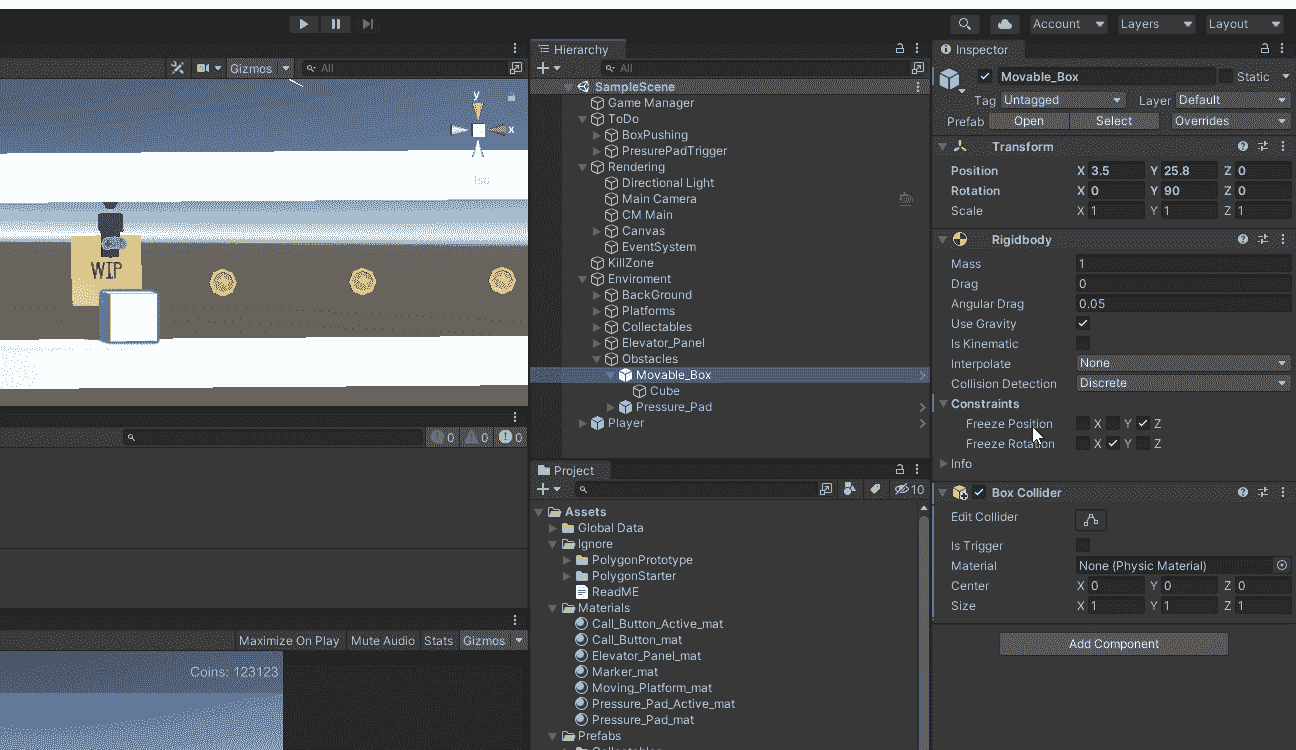 Account
Layers
Layout
Gizmos
All
y
x
Iso
WIP
0
0
0
Maximize On Play
Mute Audio
Stats
Gizmos
Coins: 123123
Hierarchy
All
SampleScene
Game Manager
ToDo
BoxPushing
PresurePadTrigger
Rendering
Directional Light
Main Camera
CM Main
Canvas
EventSystem
KillZone
Enviroment
BackGround
Platforms
Collectables
Elevator_Panel
Obstacles
Movable_Box
Cube
Pressure_Pad
Player
Project
10
Assets
Global Data
Ignore
PolygonPrototype
PolygonStarter
ReadME
Materials
Call_Button_Active_mat
Call_Button_mat
Elevator_Panel_mat
Marker_mat
Moving_Platform_mat
Pressure_Pad_Active_mat
Pressure_Pad_mat
Prefabs
Inspector
Movable_Box
Static
Tag Untagged Layer Default
Prefab Open Select Overrides
Transform
Position X 3.5 Y 25.8 Z 0
Rotation X 0 Y 90 Z 0
Scale X 1 Y 1 Z 1
Rigidbody
Mass 1
Drag 0
Angular Drag 0.05
Use Gravity
Is Kinematic
Interpolate None
Collision Detection Discrete
Constraints
Freeze Position X Y Z
Freeze Rotation X Y Z
Info
Box Collider
Edit Collider
Is Trigger
Material None (Physic Material)
Center X 0 Y 0 Z 0
Size X 1 Y 1 Z 1
Add Component